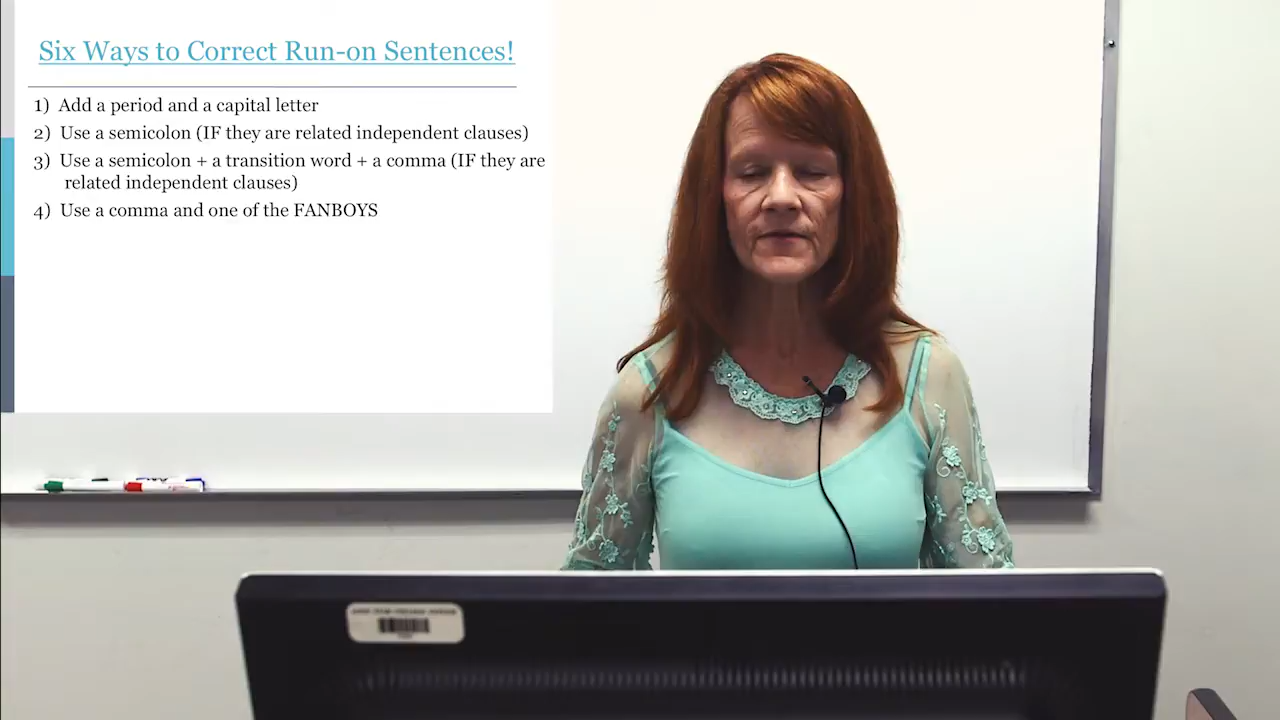 Six Ways to Correct Run-on Sentences!
1) Add a period and a capital letter
2) Use a semicolon (IF they are related independent clauses)
3) Use a semicolon + a transition word + a comma (IF they are
related independent clauses)
4) Use a comma and one of the FANBOYS